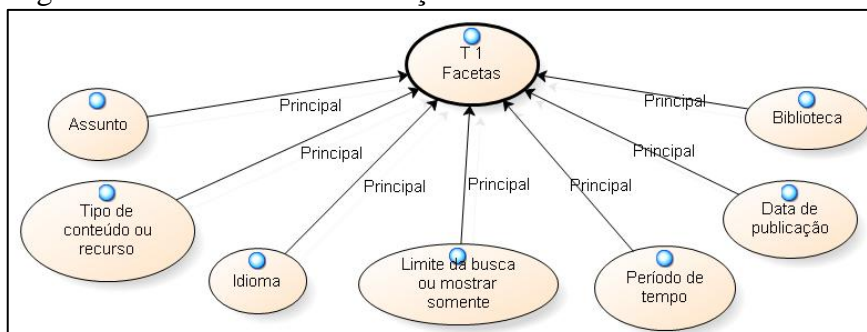 T 1
Facetas
Principal
Principal
Principal
Principal
Principal
Principal
Principal
Assunto
Biblioteca
Tipo de
conteúdo ou
recurso
Data de
publicação
Idioma
Limite da busca
ou mostrar
somente
Período de
tempo